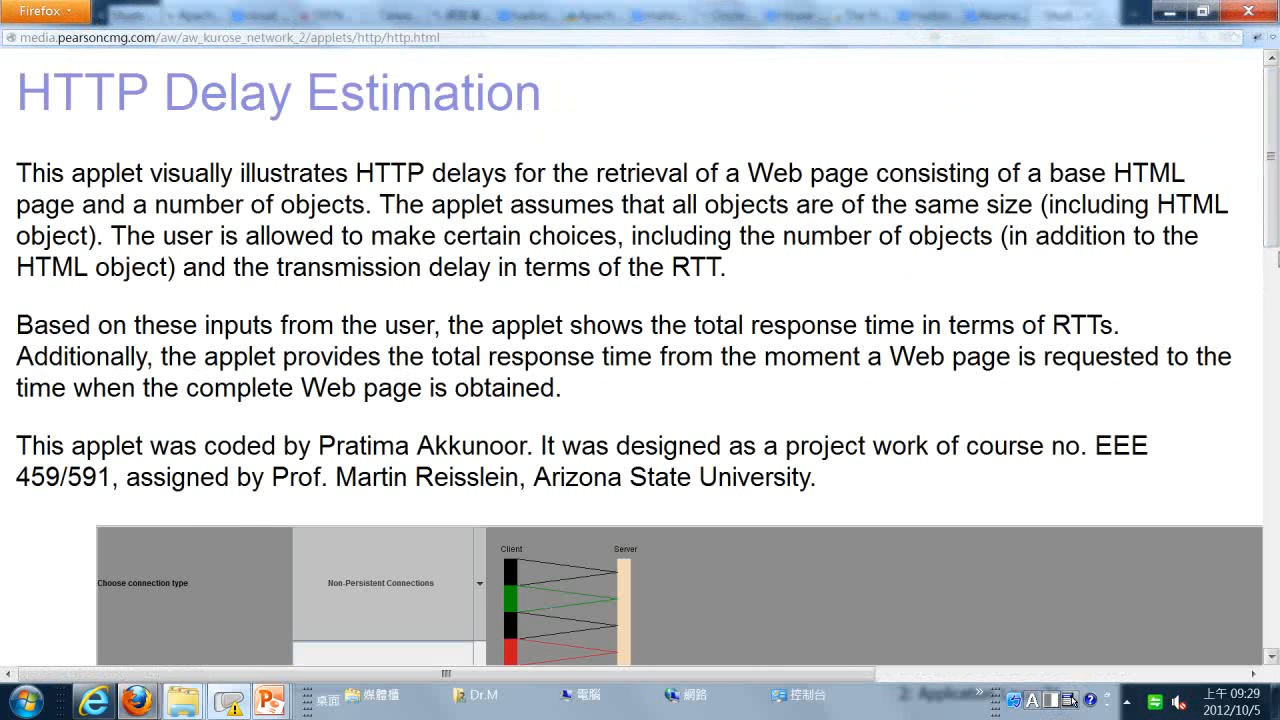 Firefox
media.pearsoncmg.com/aw/aw_kurose_network_2/applets/http/http.html
HTTP Delay Estimation
This applet visually illustrates HTTP delays for the retrieval of a Web page consisting of a base HTML
page and a number of objects. The applet assumes that all objects are of the same size (including HTML
object). The user is allowed to make certain choices, including the number of objects (in addition to the
HTML object) and the transmission delay in terms of the RTT.
Based on these inputs from the user, the applet shows the total response time in terms of RTTs.
Additionally, the applet provides the total response time from the moment a Web page is requested to the
time when the complete Web page is obtained.
This applet was coded by Pratima Akkunoor. It was designed as a project work of course no. EEE
459/591, assigned by Prof. Martin Reisslein, Arizona State University.
Client Server
Choose connection type Non-Persistent Connections
桌面 媒體櫃 Dr.M 電腦 網路 控制台 » A
上午 09:29
2012/10/5